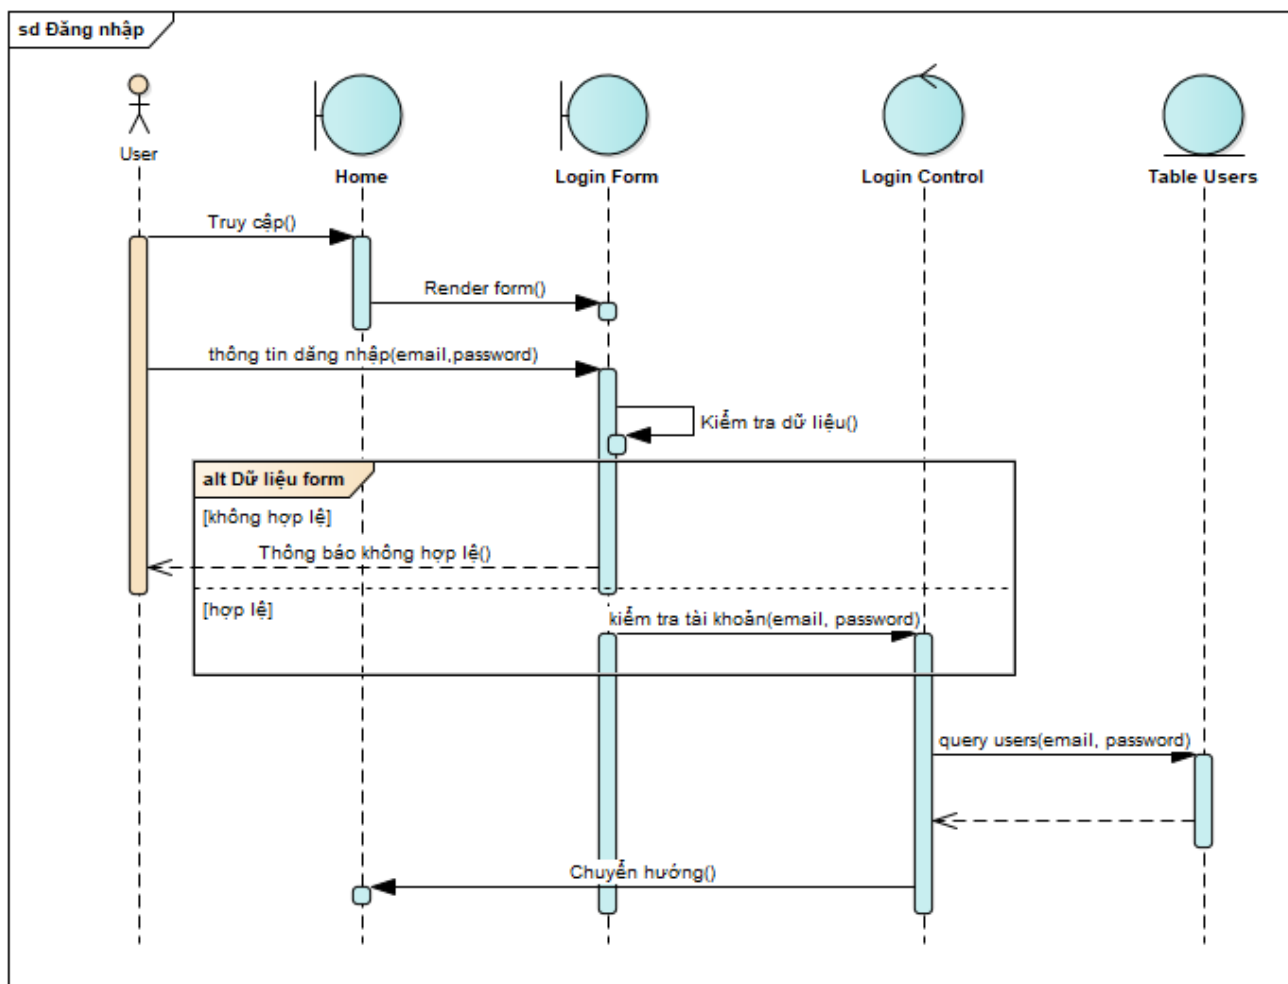 sd Đăng nhập
User
Home
Login Form
Login Control
Table Users
Truy cập()
Render form()
thông tin dăng nhập(email,password)
Kiểm tra dữ liệu()
alt Dữ liệu form
[không hợp lệ]
Thông báo không hợp lệ()
[hợp lệ]
kiểm tra tài khoản(email, password)
query users(email, password)
Chuyển hướng()